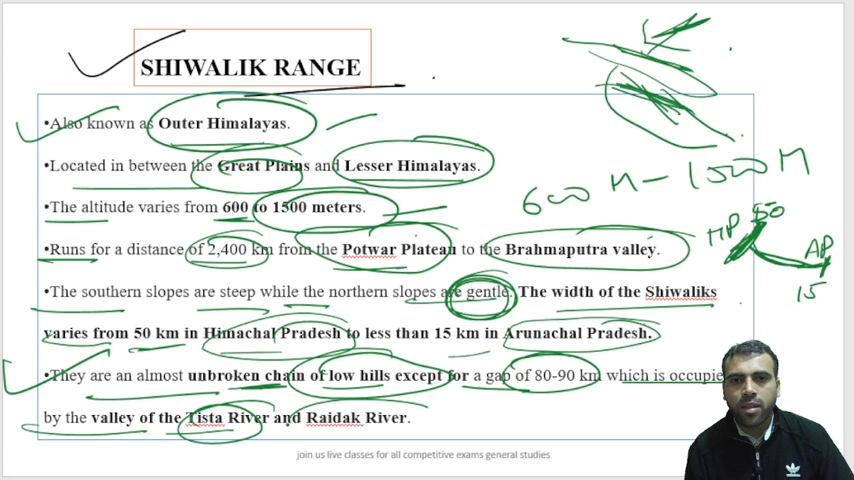 SHIWALIK RANGE
•Also known as Outer Himalayas.
•Located in between the Great Plains and Lesser Himalayas.
600 M - 1500 M
•The altitude varies from 600 to 1500 meters.
HP 50
•Runs for a distance of 2,400 km from the Potwar Plateau to the Brahmaputra valley.
AP
15
•The southern slopes are steep while the northern slopes are gentle. The width of the Shiwaliks
varies from 50 km in Himachal Pradesh to less than 15 km in Arunachal Pradesh.
•They are an almost unbroken chain of low hills except for a gap of 80-90 km which is occupie
by the valley of the Tista River and Raidak River.
join us live classes for all competitive exams general studies